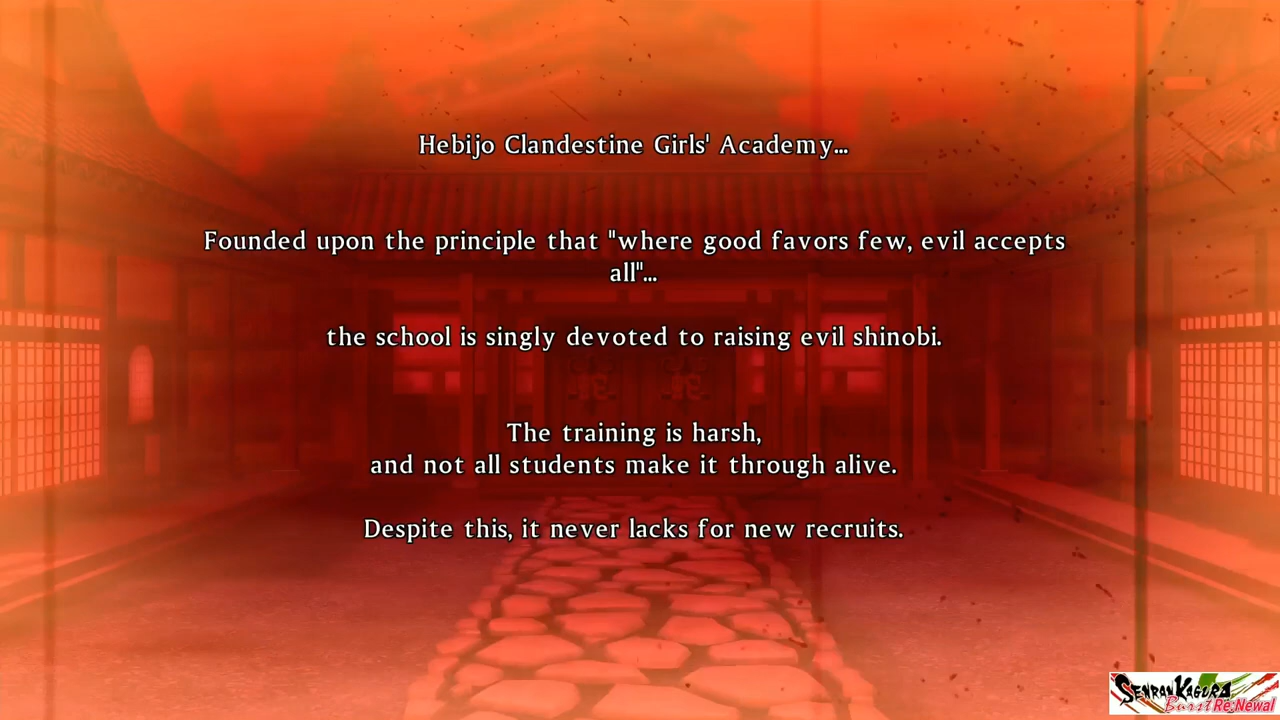 Hebijo Clandestine Girls' Academy...
Founded upon the principle that "where good favors few, evil accepts
all"...
the school is singly devoted to raising evil shinobi.
The training is harsh,
and not all students make it through alive.
Despite this, it never lacks for new recruits.
SENRAN KAGURA
Burst Re:Newal